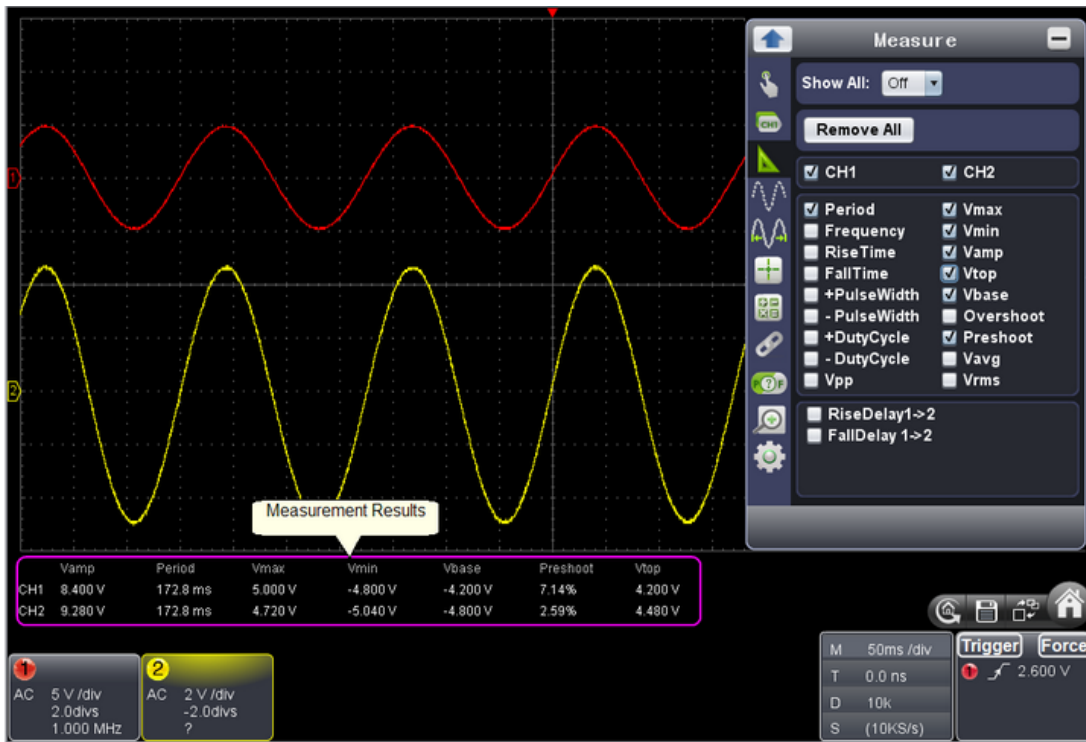 Measure
Show All: Off
CH1
Remove All
CH1 CH2
Period Vmax
Frequency Vmin
RiseTime Vamp
FallTime Vtop
+PulseWidth Vbase
- PulseWidth Overshoot
+DutyCycle Preshoot
- DutyCycle Vavg
Vpp Vrms
RiseDelay1->2
FallDelay 1->2
1
2
Measurement Results
Vamp Period Vmax Vmin Vbase Preshoot Vtop
CH1 8.400 V 172.8 ms 5.000 V -4.800 V -4.200 V 7.14% 4.200 V
CH2 9.280 V 172.8 ms 4.720 V -5.040 V -4.800 V 2.59% 4.480 V
1
AC 5 V /div
2.0divs
1.000 MHz
2
AC 2 V /div
-2.0divs
?
M 50ms /div
T 0.0 ns
D 10k
S (10KS/s)
Trigger Force
1 2.600 V